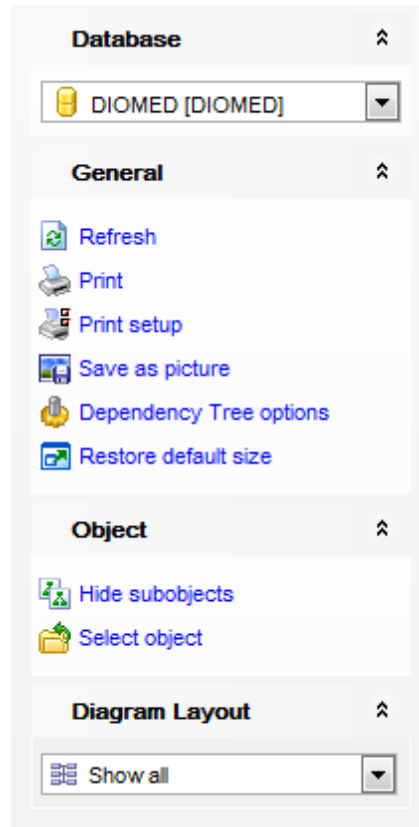 Database
DIOMED [DIOMED]
General
Refresh
Print
Print setup
Save as picture
Dependency Tree options
Restore default size
Object
Hide subobjects
Select object
Diagram Layout
Show all